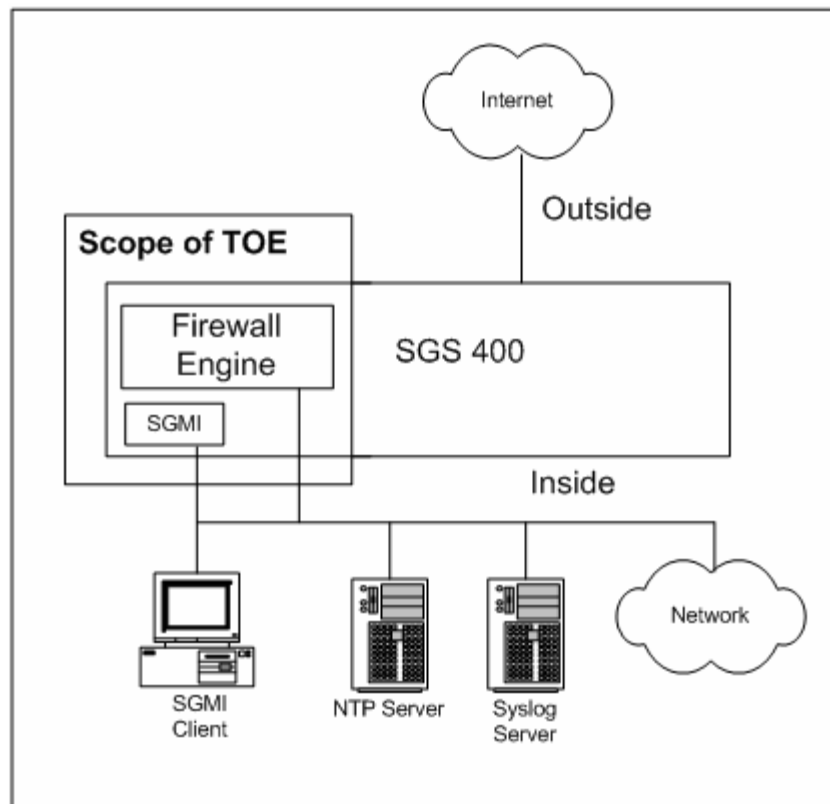 Internet
Outside
Scope of TOE
Firewall
Engine
SGS 400
SGMI
Inside
Network
SGMI
Client
NTP Server
Syslog
Server